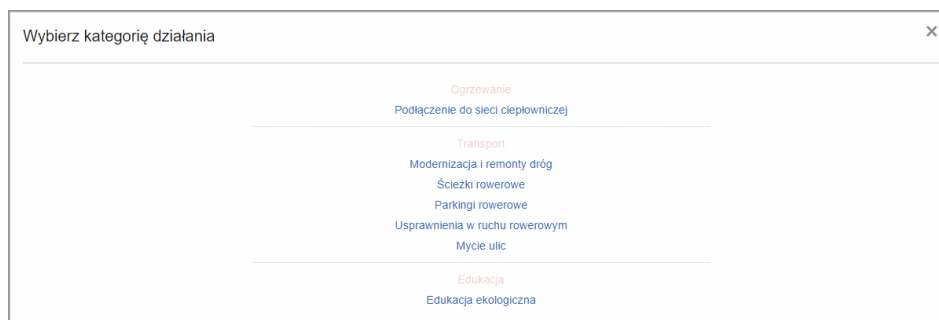 Wybierz kategorię działania
Ogrzewanie
Podłączenie do sieci ciepłowniczej
Transport
Modernizacja i remonty dróg
Ścieżki rowerowe
Parkingi rowerowe
Usprawnienia w ruchu rowerowym
Mycie ulic
Edukacja
Edukacja ekologiczna